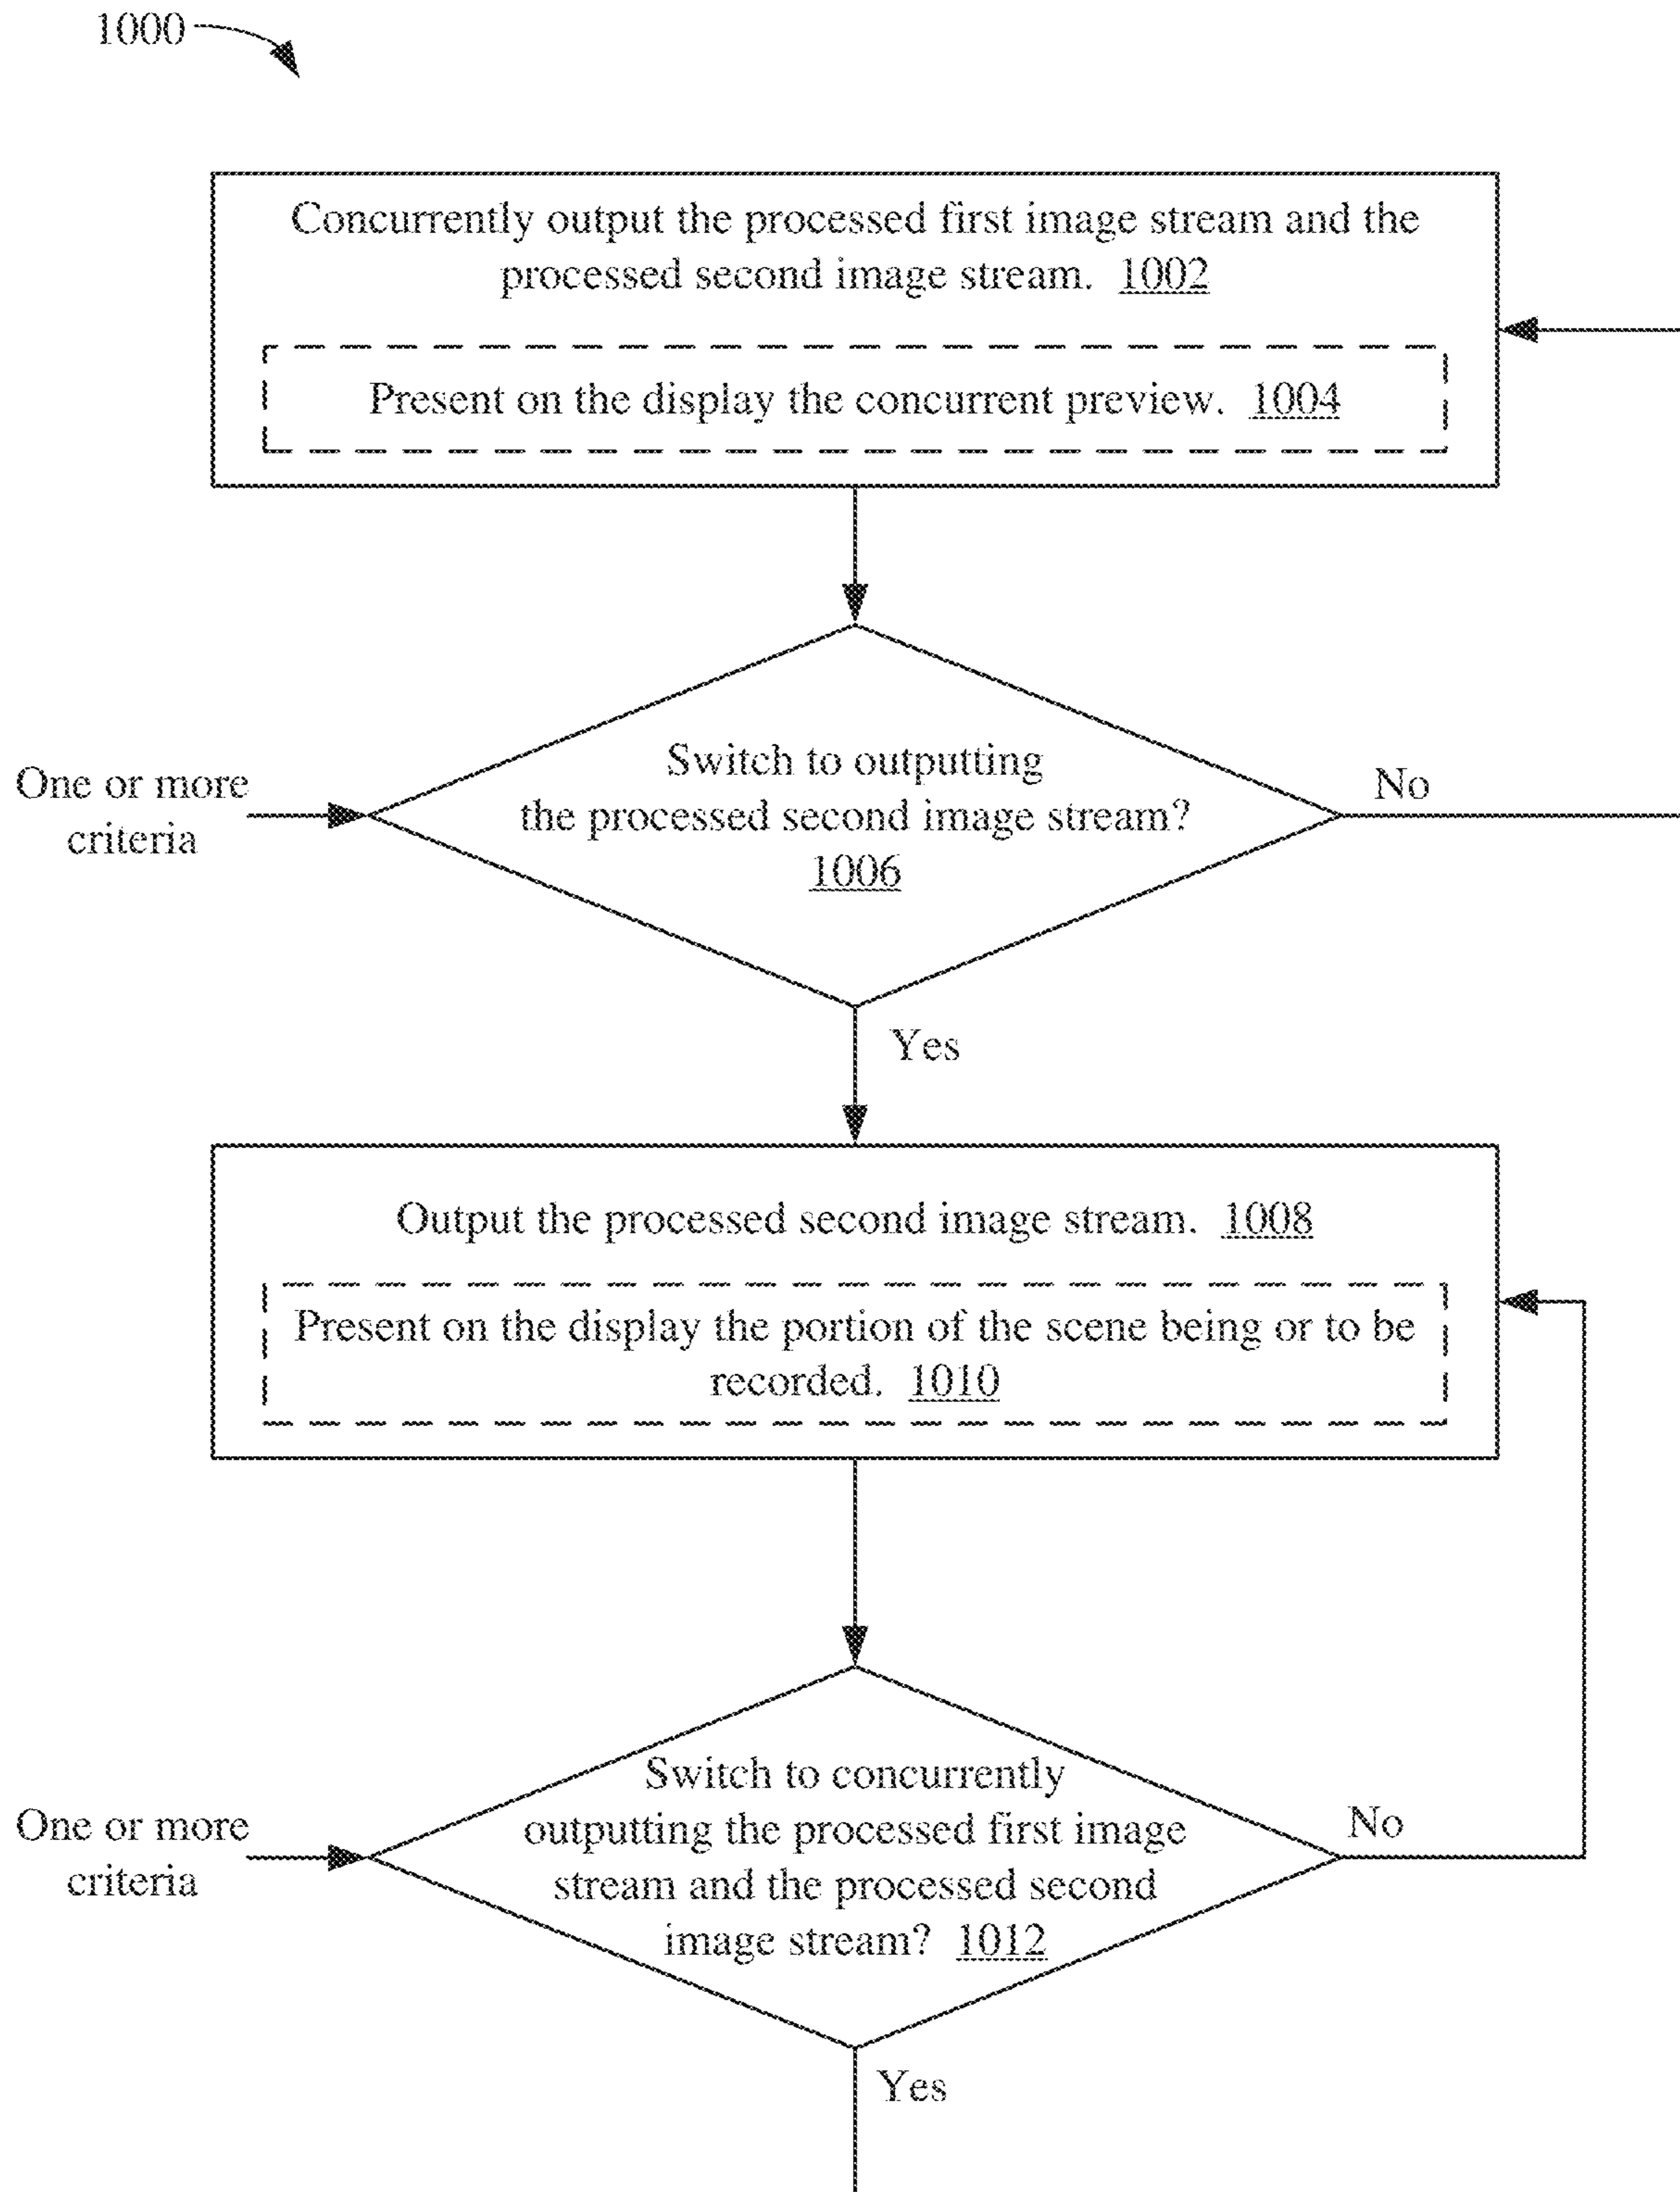 1000
Concurrently output the processed first image stream and the
processed second image stream. 1002
Present on the display the concurrent preview. 1004
One or more
criteria
Switch to outputting
the processed second image stream?
1006
No
Yes
Output the processed second image stream. 1008
Present on the display the portion of the scene being or to be
recorded. 1010
One or more
criteria
Switch to concurrently
outputting the processed first image
stream and the processed second
image stream? 1012
No
Yes